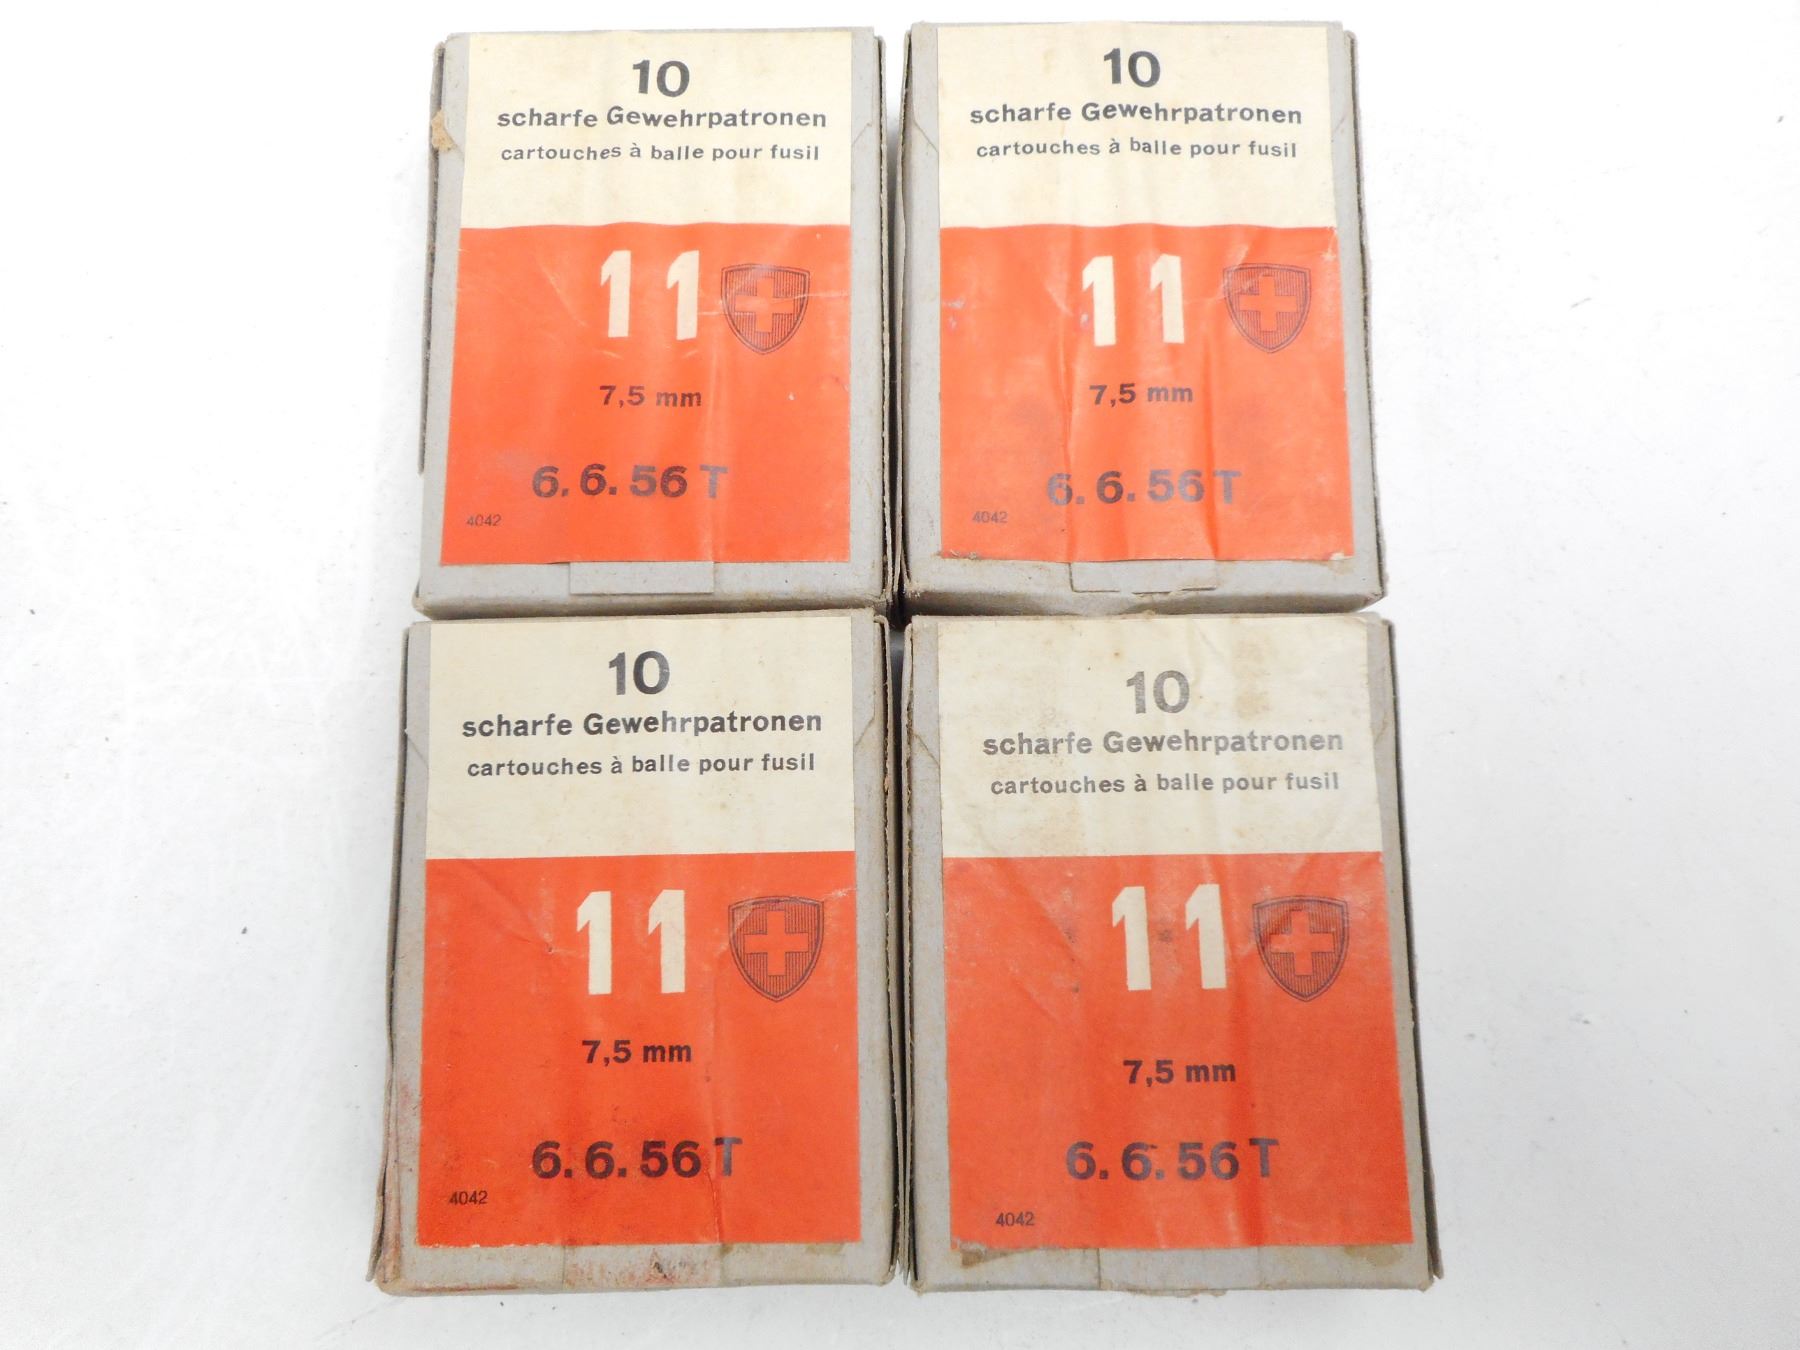 10
scharfe Gewehrpatronen
cartouches à balle pour fusil
11
7,5 mm
6.6.56 T
4042
10
scharfe Gewehrpatronen
cartouches à balle pour fusil
11
7,5 mm
6.6.56 T
4042
10
scharfe Gewehrpatronen
cartouches à balle pour fusil
11
7,5 mm
6.6.56 T
4042
10
scharfe Gewehrpatronen
cartouches à balle pour fusil
11
7,5 mm
6.6.56 T
4042